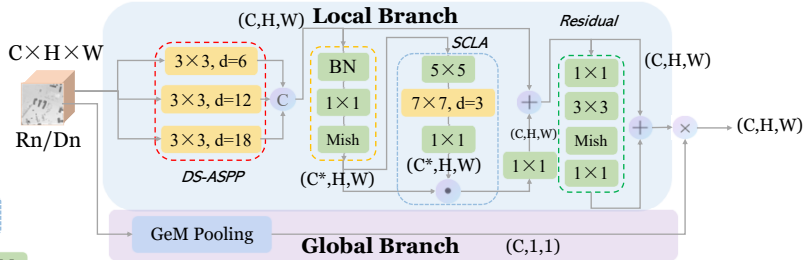 Local Branch
Residual
(C,H,W)
SCLA
C×H×W
(C,H,W)
3×3, d=6
BN
5×5
1×1
3×3, d=12
C
1×1
7×7, d=3
+
3×3
(C,H,W)
+
×
(C,H,W)
3×3, d=18
Mish
1×1
Mish
Rn/Dn
DS-ASPP
(C*,H,W)
(C*,H,W)
1×1
1×1
GeM Pooling
Global Branch
(C,1,1)